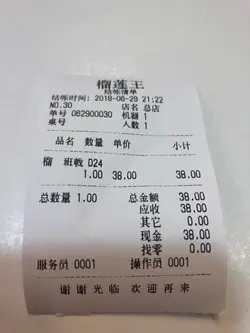 榴莲王
结帐清单
结帐时间: 2018-06-29 21:22
NO.30 店名 总店
单号 062900030 机器 1
桌号 人数 1
品名 数量 单价 小计
榴 班戟 D24
1.00 38.00 38.00
总数量 1.00 总金额 38.00
应收 38.00
其它 0.00
现金 38.00
找零 0.00
服务员 0001 操作员 0001
谢谢光临 欢迎再来